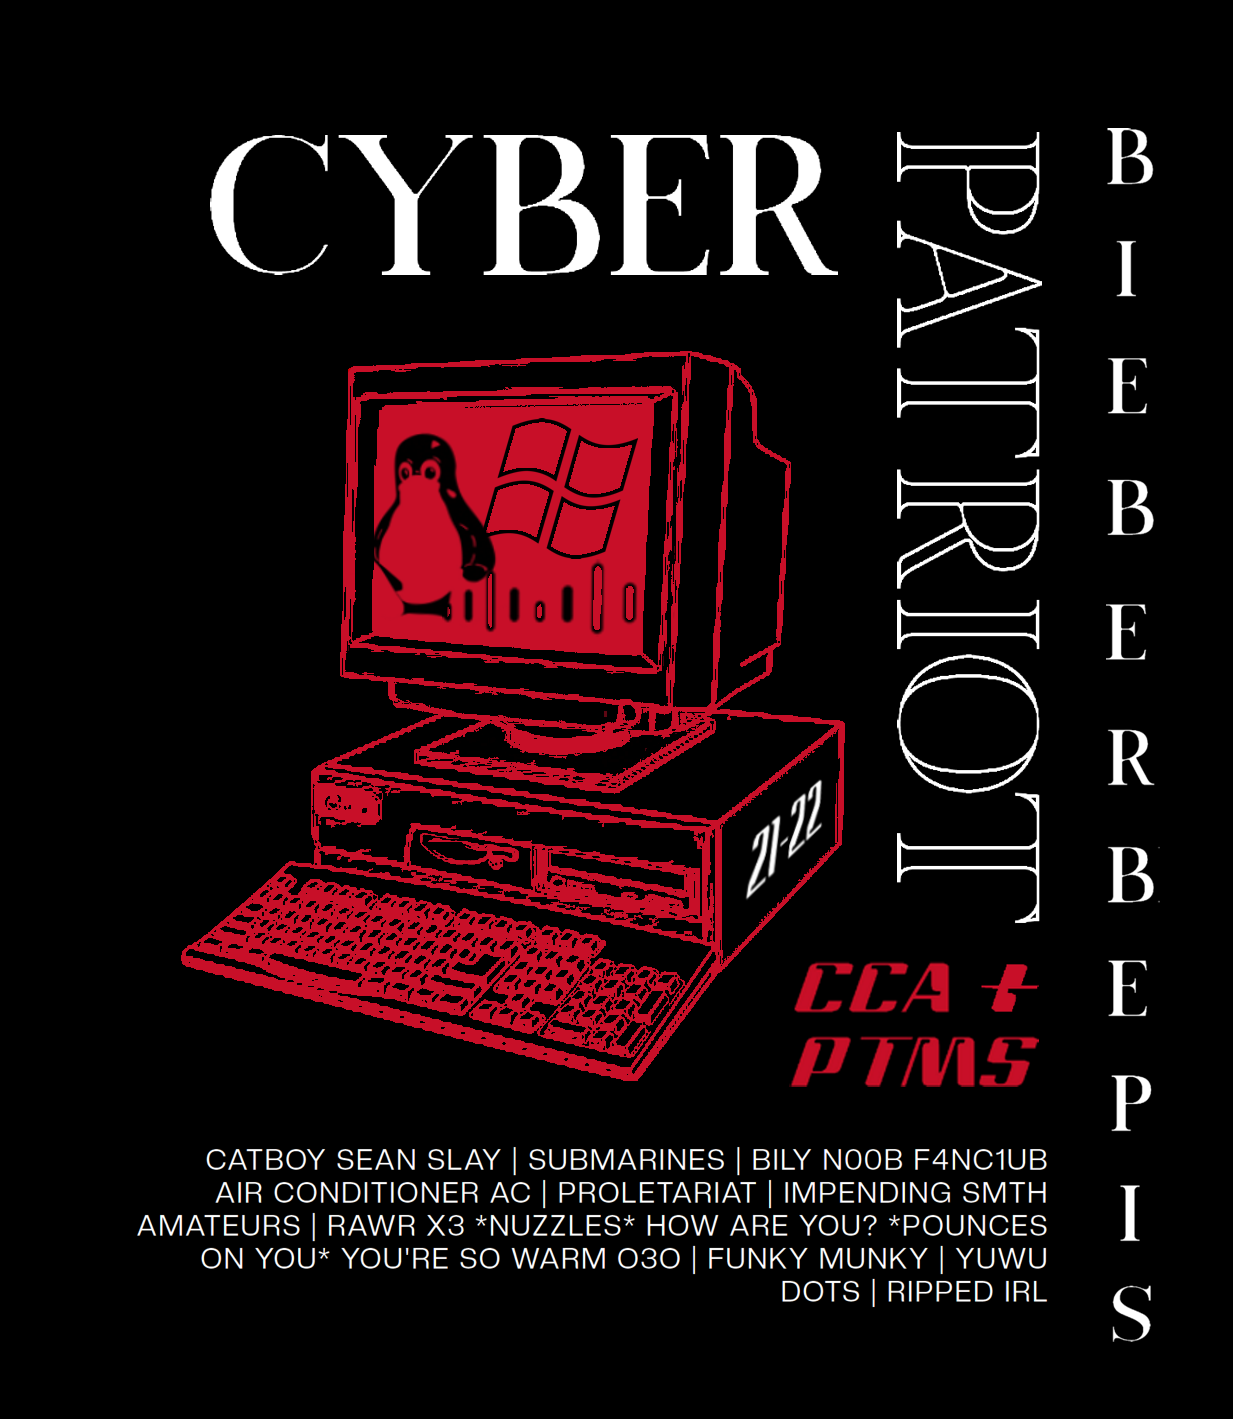 CYBER
PATRIOT
BIEBERBEPIS
21-22
CCA +
PTMS
CATBOY SEAN SLAY | SUBMARINES | BILY N00B F4NC1UB
AIR CONDITIONER AC | PROLETARIAT | IMPENDING SMTH
AMATEURS | RAWR X3 *NUZZLES* HOW ARE YOU? *POUNCES
ON YOU* YOU'RE SO WARM O3O | FUNKY MUNKY | YUWU
DOTS | RIPPED IRL